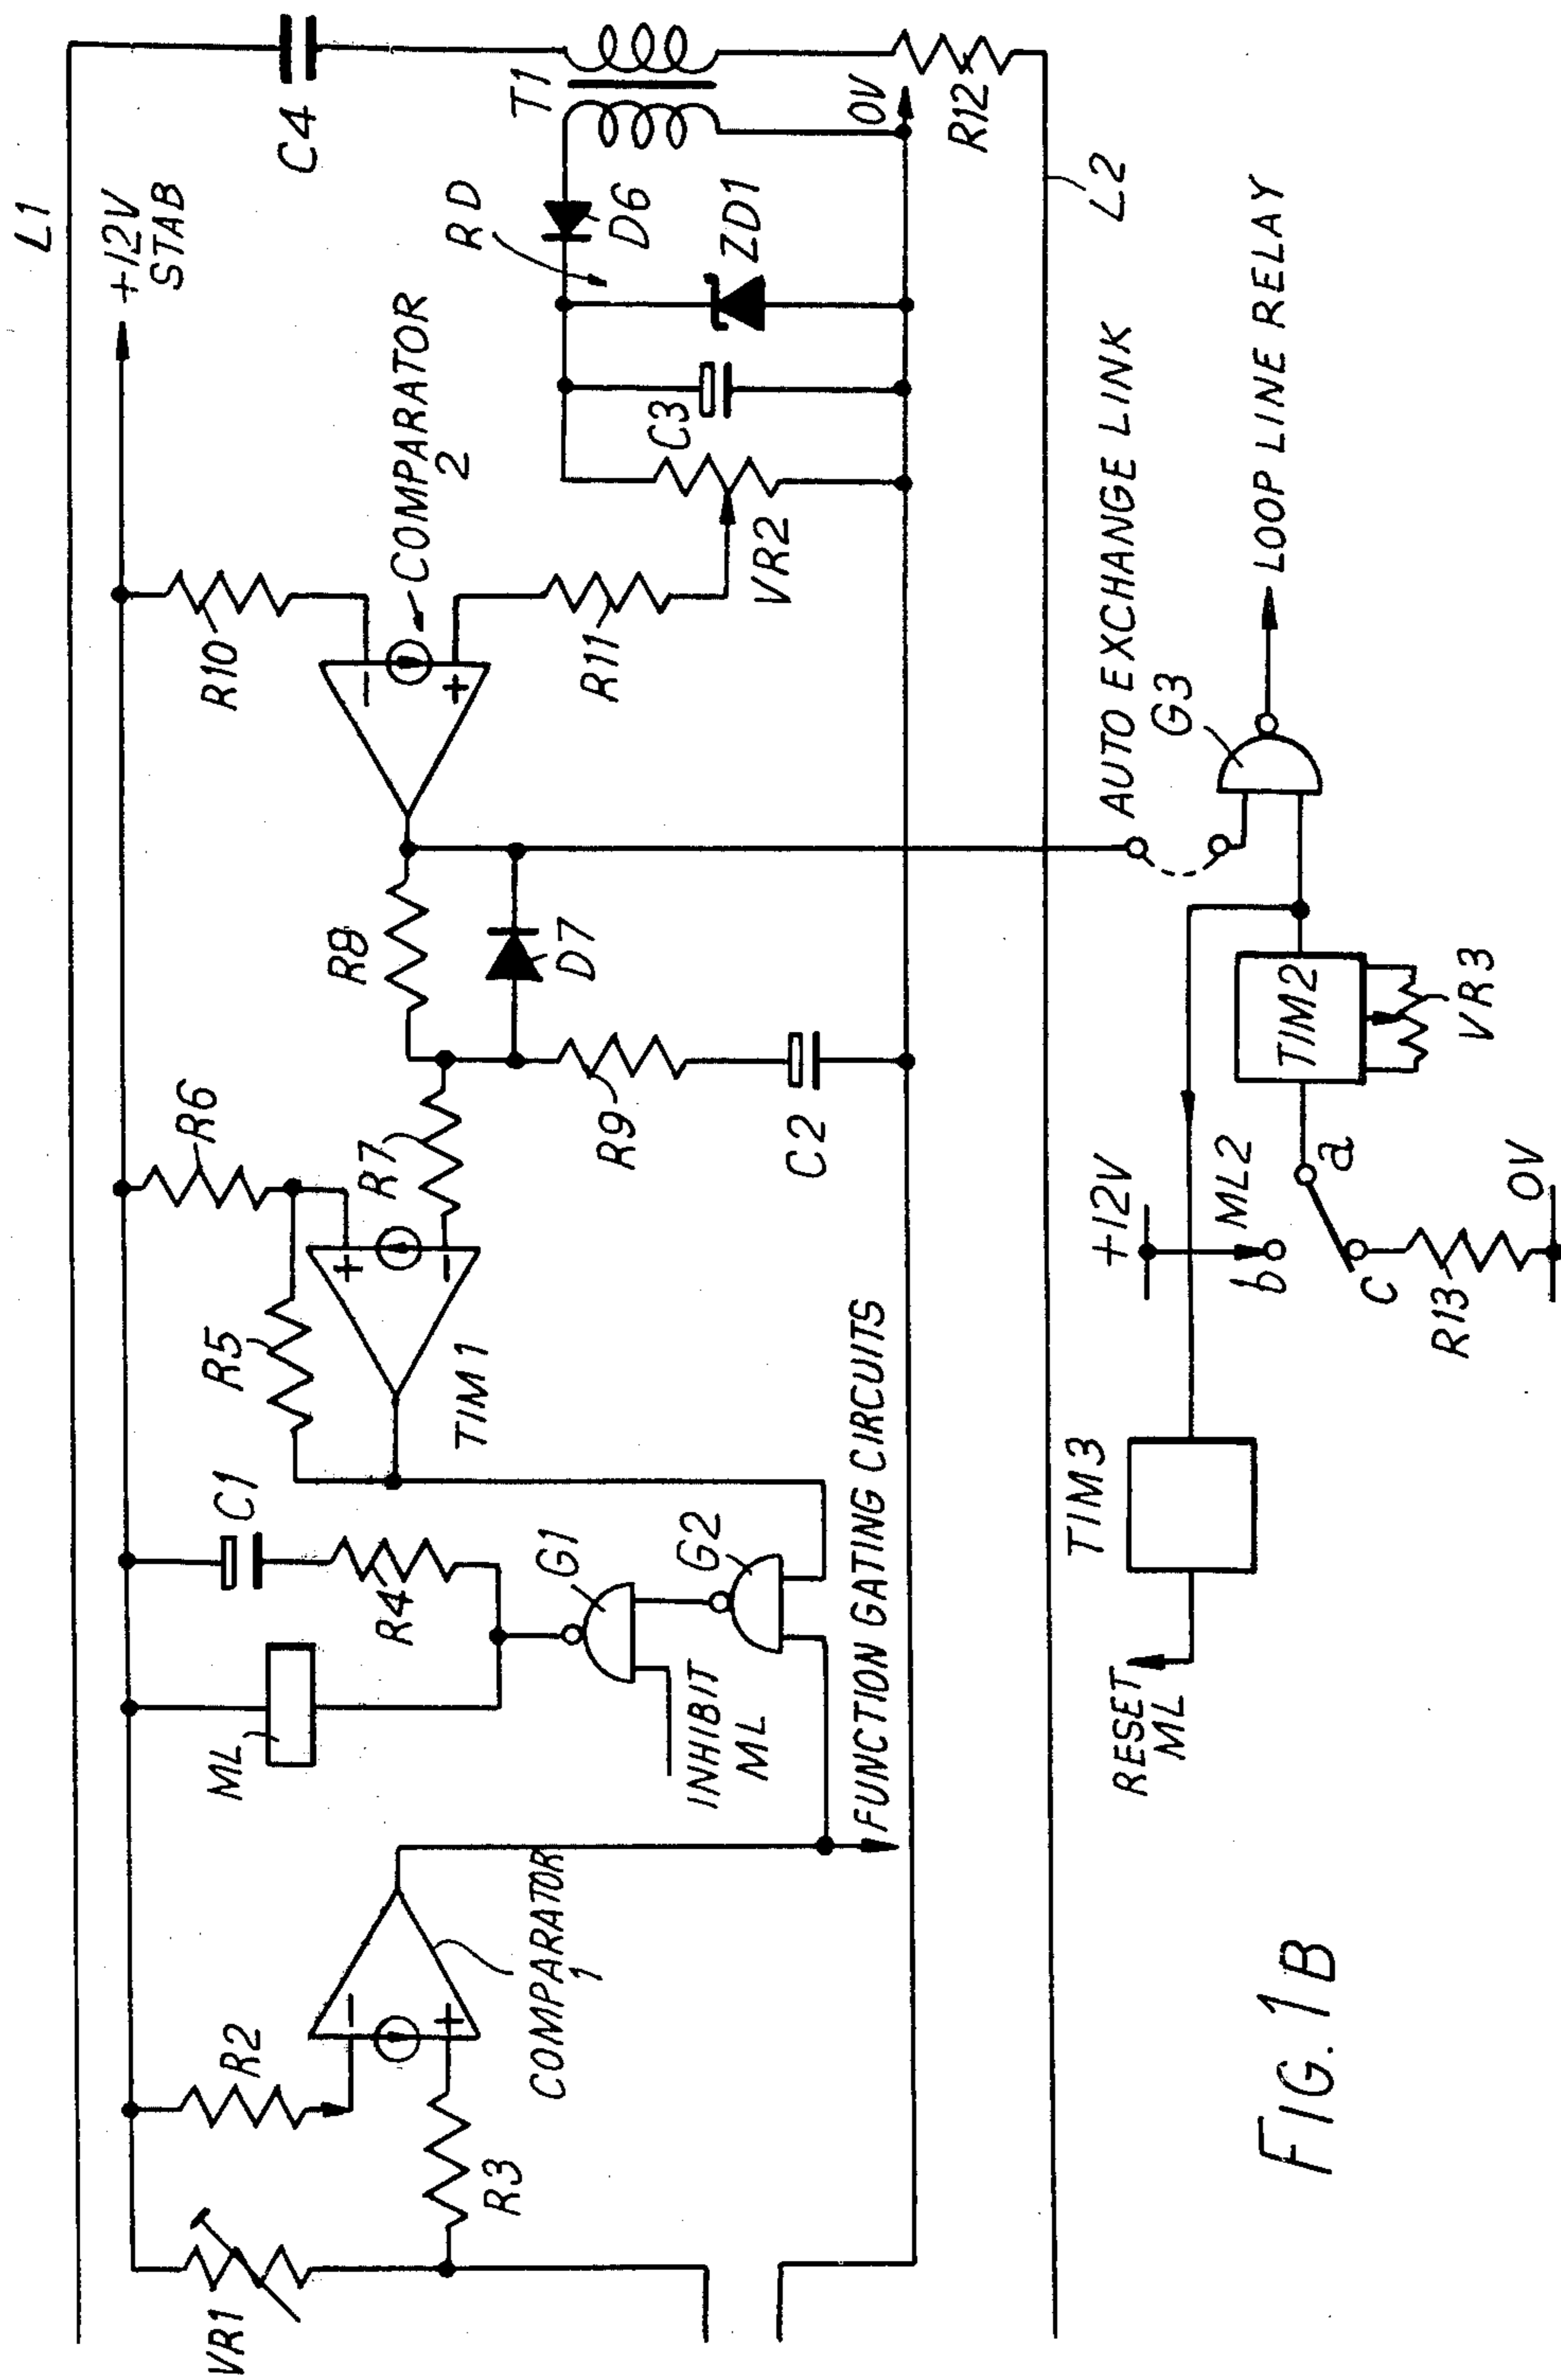 L1
+12V
STAB
VR1
R2
R3
COMPARATOR
1
ML
C1
R4
G1
INHIBIT
ML
G2
FUNCTION GATING CIRCUITS
R5
R6
TIM1
R7
R8
D7
R9
C2
R10
COMPARATOR
2
R11
VR2
C3
RD
D6
ZD1
T1
C4
0V
R12
L2
AUTO EXCHANGE LINK
G3
LOOP LINE RELAY
RESET
ML
TIM3
+12V
ML2
b
a
c
R13
0V
TIM2
VR3
FIG. 1B